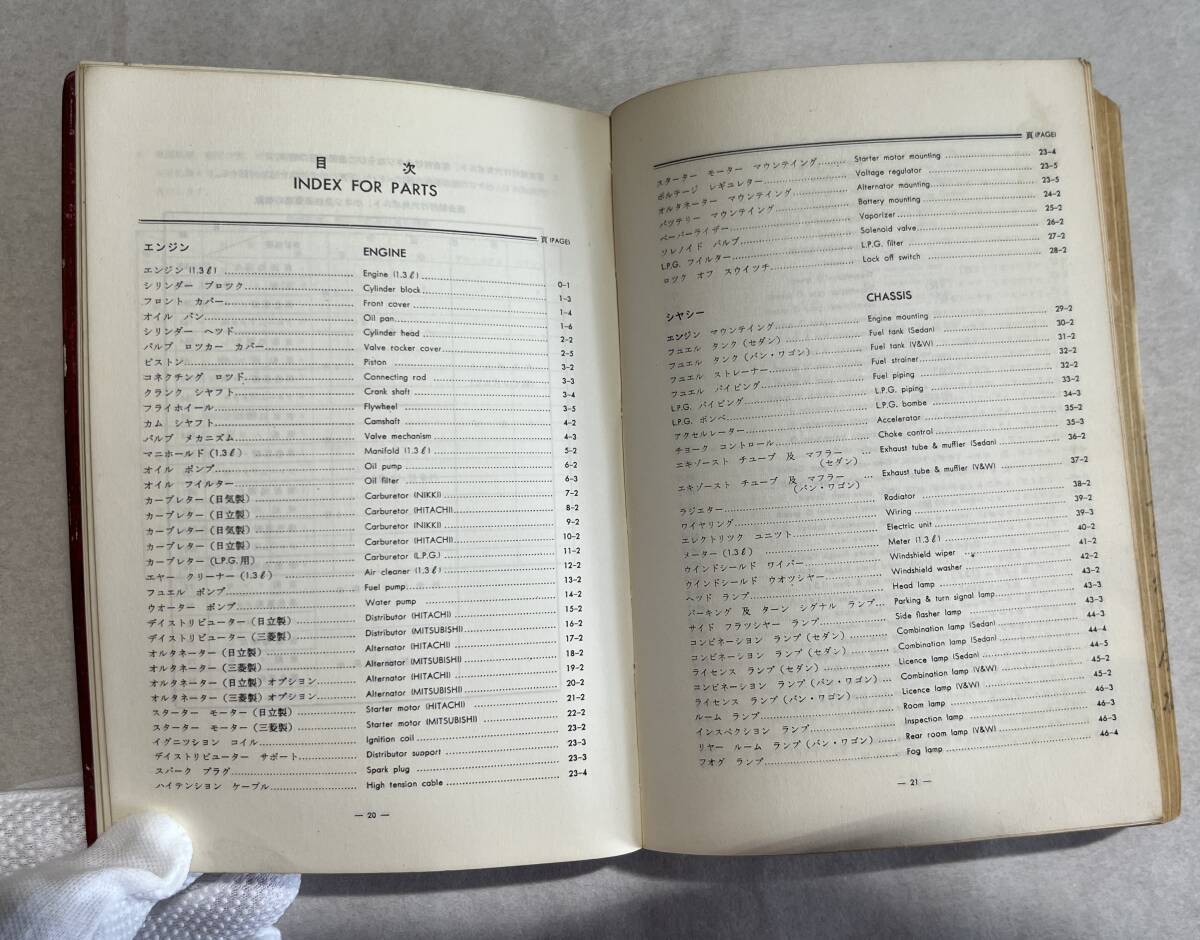 目次
INDEX FOR PARTS
頁 (PAGE)
エンジン ENGINE
エンジン (1.3ℓ) Engine (1.3ℓ) 0-1
シリンダー ブロツク Cylinder block 1-3
フロント カバー Front cover 1-4
オイル パン Oil pan 1-6
シリンダー ヘツド Cylinder head 2-2
バルブ ロツカー カバー Valve rocker cover 2-5
ピストン Piston 3-2
コネクチング ロツド Connecting rod 3-3
クランク シヤフト Crank shaft 3-4
フライホイール Flywheel 3-5
カム シヤフト Camshaft 4-2
バルブ メカニズム Valve mechanism 4-3
マニホールド (1.3ℓ) Manifold (1.3ℓ) 5-2
オイル ポンプ Oil pump 6-2
オイル フイルター Oil filter 6-3
カーブレター (日気製) Carburetor (NIKKI) 7-2
カーブレター (日立製) Carburetor (HITACHI) 8-2
カーブレター (日気製) Carburetor (NIKKI) 9-2
カーブレター (日立製) Carburetor (HITACHI) 10-2
カーブレター (L.P.G.用) Carburetor (L.P.G.) 11-2
エヤー クリーナー (1.3ℓ) Air cleaner (1.3ℓ) 12-2
フユエル ポンプ Fuel pump 13-2
ウオーター ポンプ Water pump 14-2
デイストリビユーター (日立製) Distributor (HITACHI) 15-2
デイストリビユーター (三菱製) Distributor (MITSUBISHI) 16-2
オルタネーター (日立製) Alternator (HITACHI) 17-2
オルタネーター (三菱製) Alternator (MITSUBISHI) 18-2
オルタネーター (日立製) オプション Alternator (HITACHI) 19-2
オルタネーター (三菱製) オプション Alternator (MITSUBISHI) 20-2
スターター モーター (日立製) Starter motor (HITACHI) 21-2
スターター モーター (三菱製) Starter motor (MITSUBISHI) 22-2
イグニツション コイル Ignition coil 23-2
デイストリビユーター サポート Distributor support 23-3
スパーク プラグ Spark plug 23-3
ハイテンション ケーブル High tension cable 23-4
— 20 —
頁 (PAGE)
スターター モーター マウンテイング Starter motor mounting 23-4
ボルテージ レギユレター Voltage regulator 23-5
オルタネーター マウンテイング Alternator mounting 23-5
バツテリー マウンテイング Battery mounting 24-2
ベーパーライザー Vaporizer 25-2
ソレノイド バルブ Solenoid valve 26-2
L.P.G. フイルター L.P.G. filter 27-2
ロツク オフ スウイツチ Lock off switch 28-2
シヤシー CHASSIS
エンジン マウンテイング Engine mounting 29-2
フユエル タンク (セダン) Fuel tank (Sedan) 30-2
フユエル タンク (バン・ワゴン) Fuel tank (V&W) 31-2
フユエル ストレーナー Fuel strainer 32-2
フユエル パイピング Fuel piping 32-2
L.P.G. パイピング L.P.G. piping 33-2
L.P.G. ボンベ L.P.G. bombe 34-3
アクセルレーター Accelerator 35-2
チヨーク コントロール Choke control 35-3
エキゾースト チユーブ 及 マフラー (セダン) Exhaust tube & muffler (Sedan) 36-2
エキゾースト チユーブ 及 マフラー (バン・ワゴン) Exhaust tube & muffler (V&W) 37-2
ラジエター Radiator 38-2
ワイヤリング Wiring 39-2
エレクトリツク ユニツト Electric unit 39-3
メーター (1.3ℓ) Meter (1.3ℓ) 40-2
ウインドシールド ワイパー Windshield wiper 41-2
ウインドシールド ウオツシヤー Windshield washer 42-2
ヘツド ランプ Head lamp 43-2
パーキング 及 ターン シグナル ランプ Parking & turn signal lamp 43-3
サイド フラツシヤー ランプ Side flasher lamp 43-3
コンビネーション ランプ (セダン) Combination lamp (Sedan) 44-3
コンビネーション ランプ (セダン) Combination lamp (Sedan) 44-4
ライセンス ランプ (セダン) Licence lamp (Sedan) 44-5
コンビネーション ランプ (バン・ワゴン) Combination lamp (V&W) 45-2
ライセンス ランプ (バン・ワゴン) Licence lamp (V&W) 45-2
ルーム ランプ Room lamp 46-3
インスペクション ランプ Inspection lamp 46-3
リヤー ルーム ランプ (バン・ワゴン) Rear room lamp (V&W) 46-3
フオグ ランプ Fog lamp 46-4
— 21 —